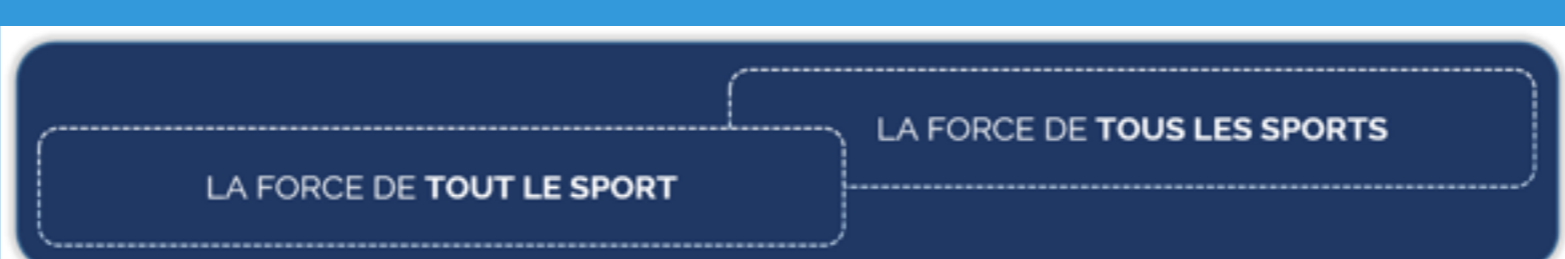 LA FORCE DE TOUS LES SPORTS
LA FORCE DE TOUT LE SPORT